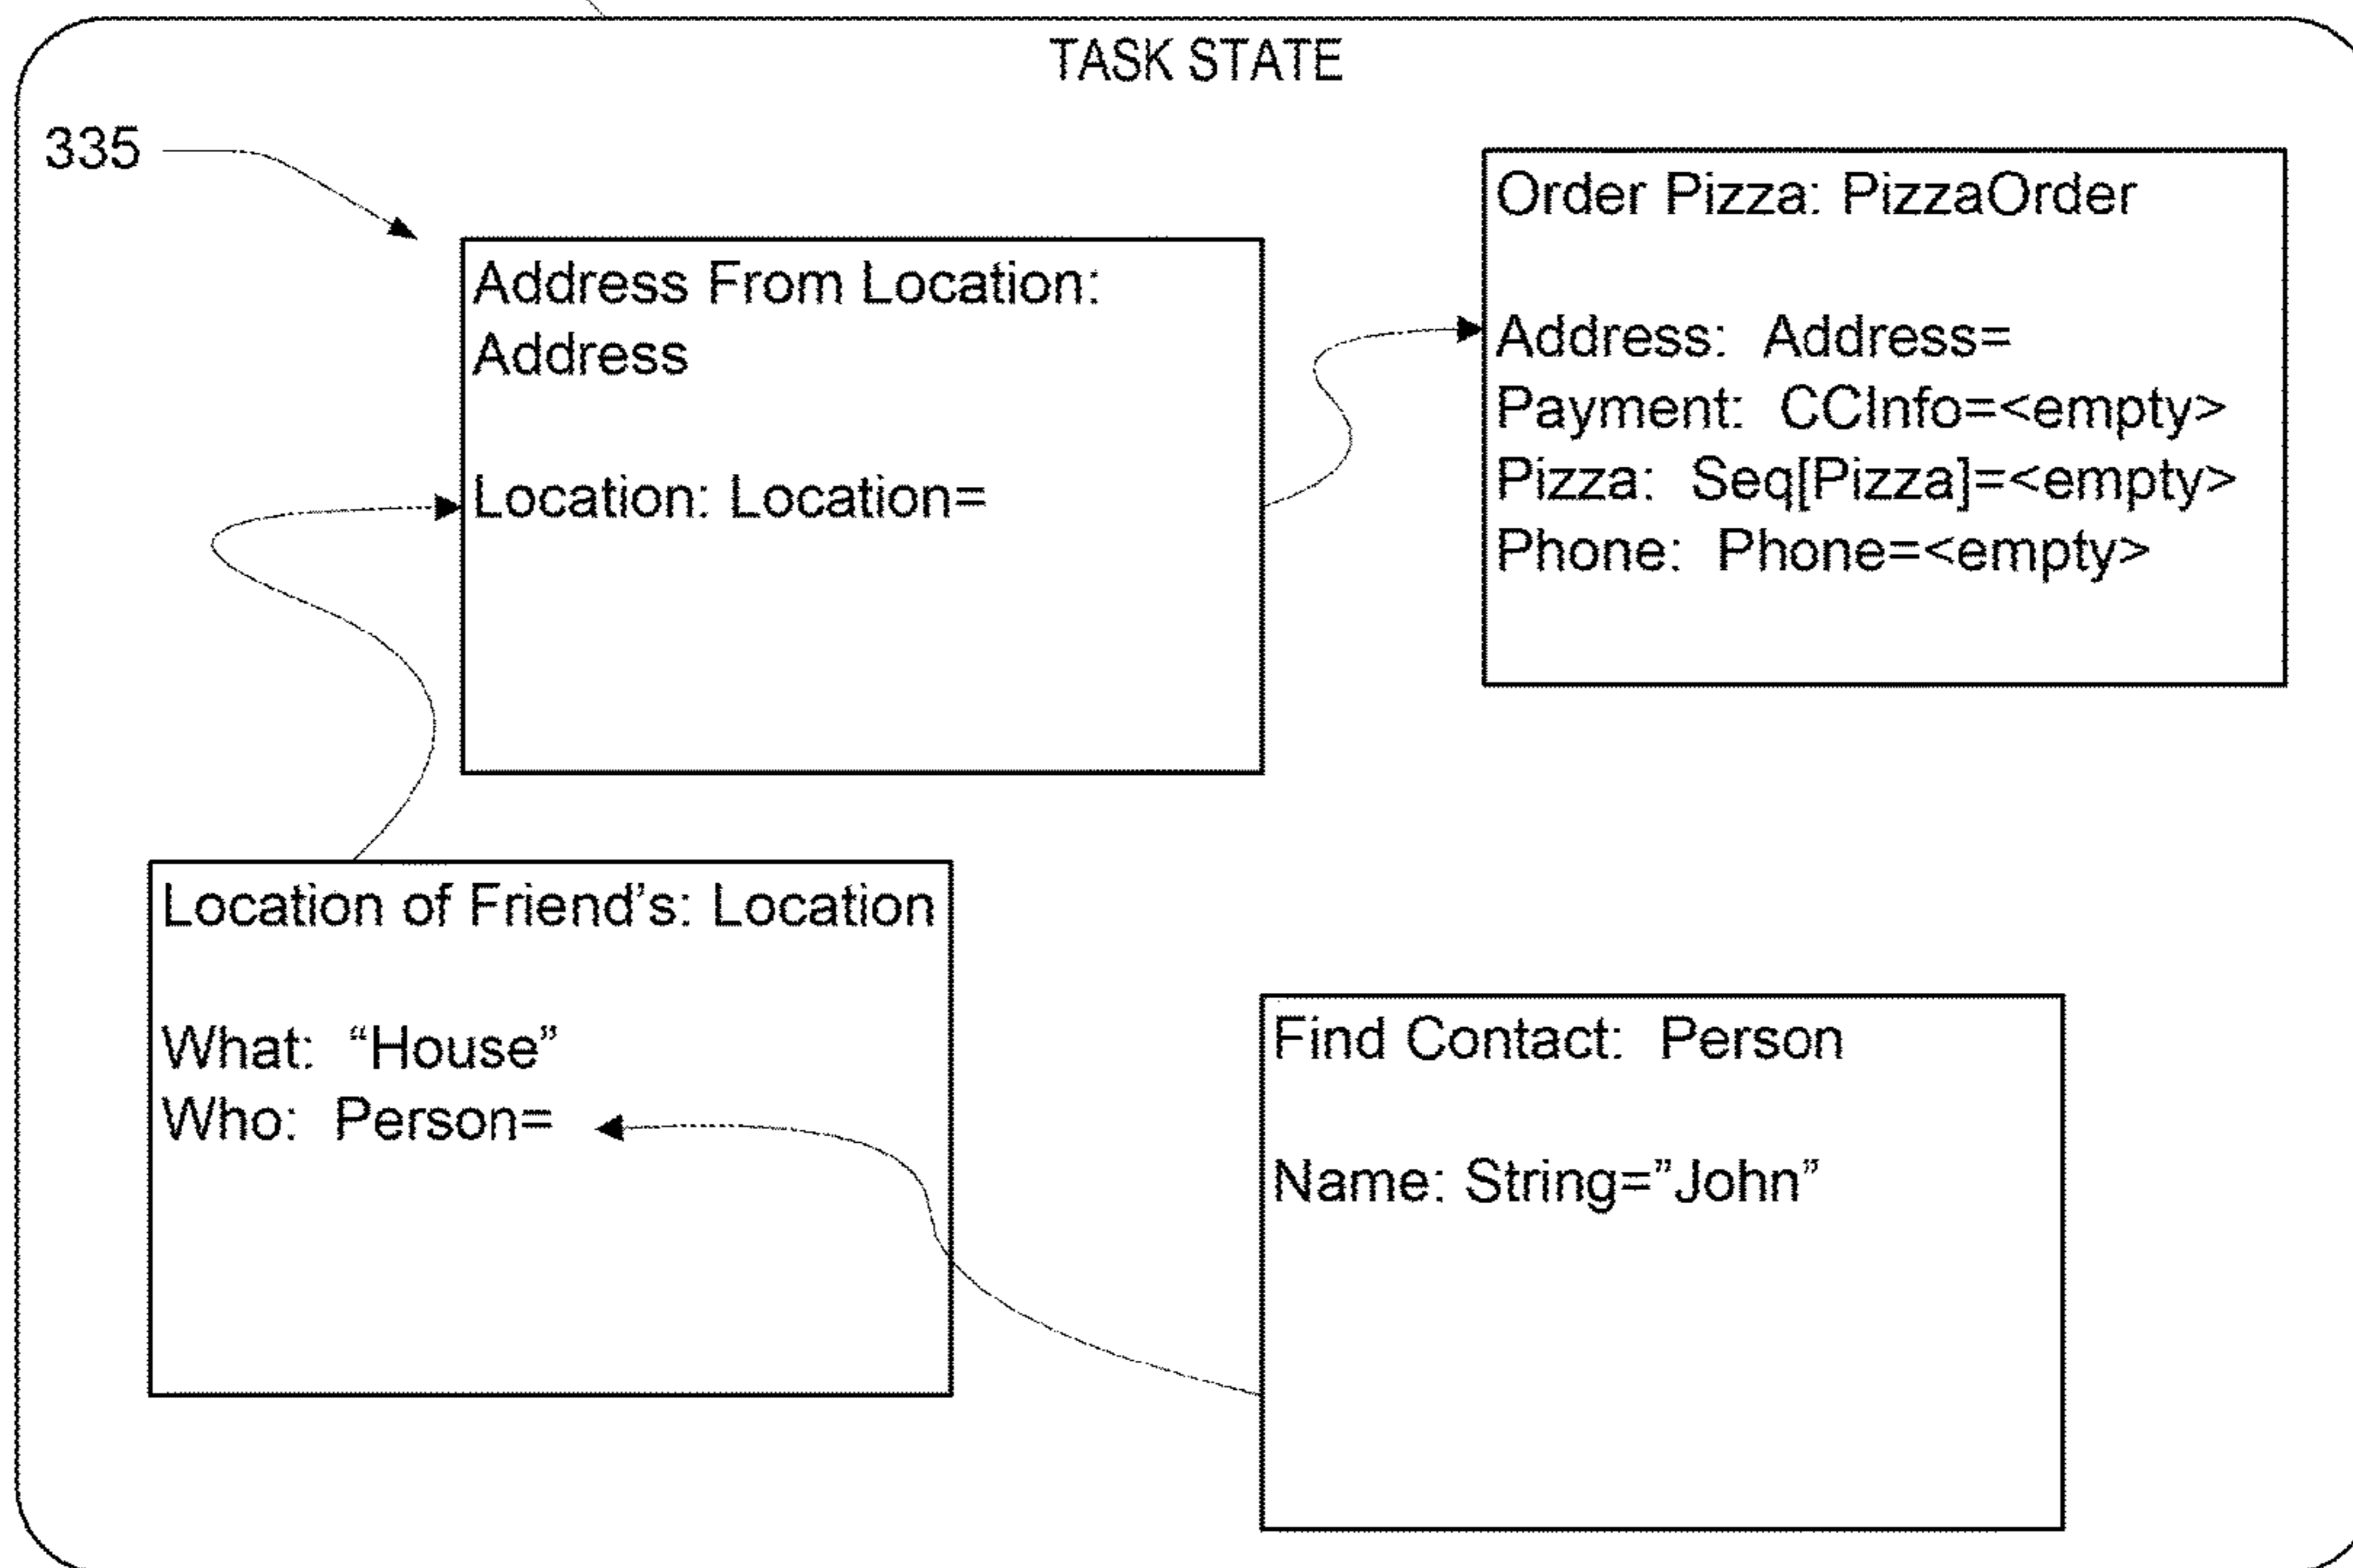 TASK STATE
335
Address From Location:
Address
Location: Location=
Order Pizza: PizzaOrder
Address:  Address=
Payment:  CCInfo=<empty>
Pizza:  Seq[Pizza]=<empty>
Phone:  Phone=<empty>
Location of Friend’s: Location
What:  “House”
Who:  Person=
Find Contact:  Person
Name: String=”John”